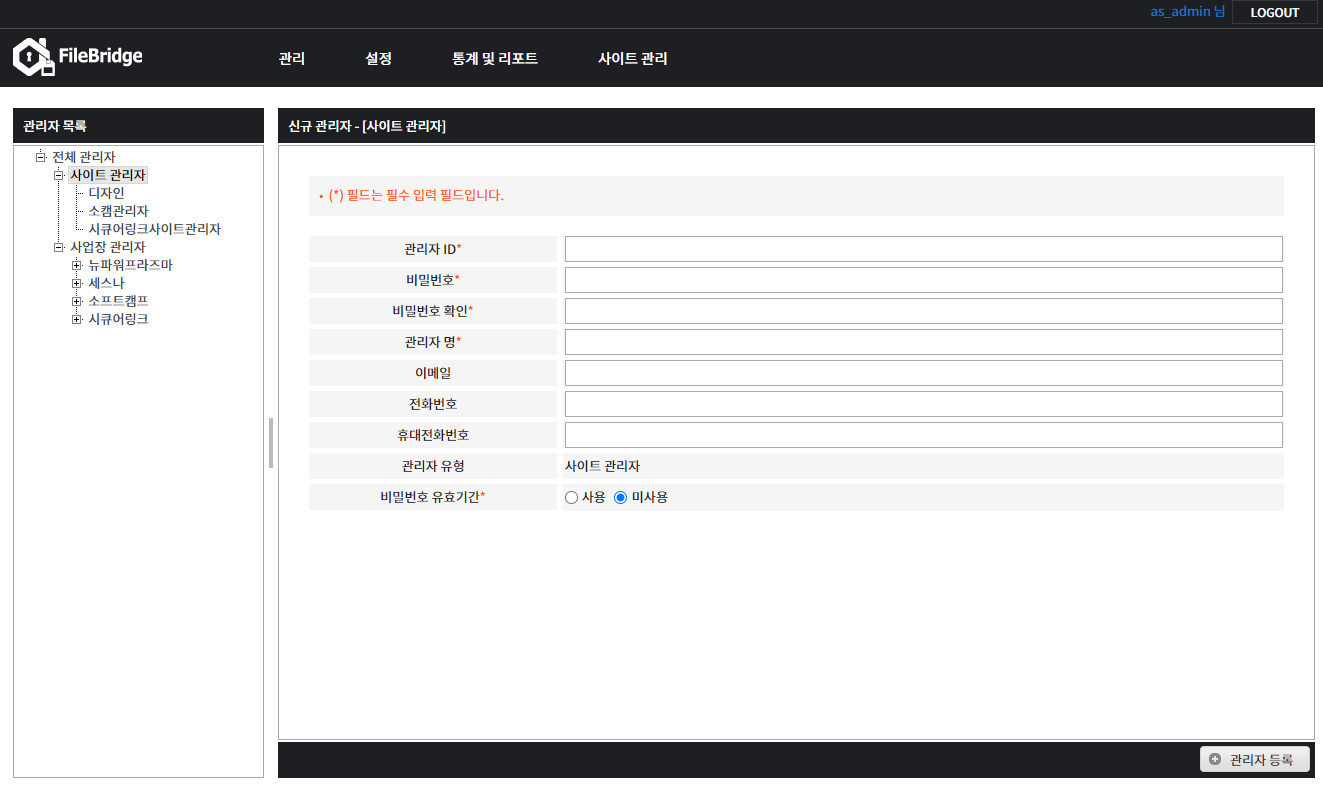 as_admin 님
LOGOUT
FileBridge
관리
설정
통계 및 리포트
사이트 관리
관리자 목록
전체 관리자
사이트 관리자
디자인
소캠관리자
시큐어링크사이트관리자
사업장 관리자
뉴파워프라즈마
세스나
소프트캠프
시큐어링크
신규 관리자 - [사이트 관리자]
• (*) 필드는 필수 입력 필드입니다.
관리자 ID*
비밀번호*
비밀번호 확인*
관리자 명*
이메일
전화번호
휴대전화번호
관리자 유형 사이트 관리자
비밀번호 유효기간* 사용 미사용
관리자 등록